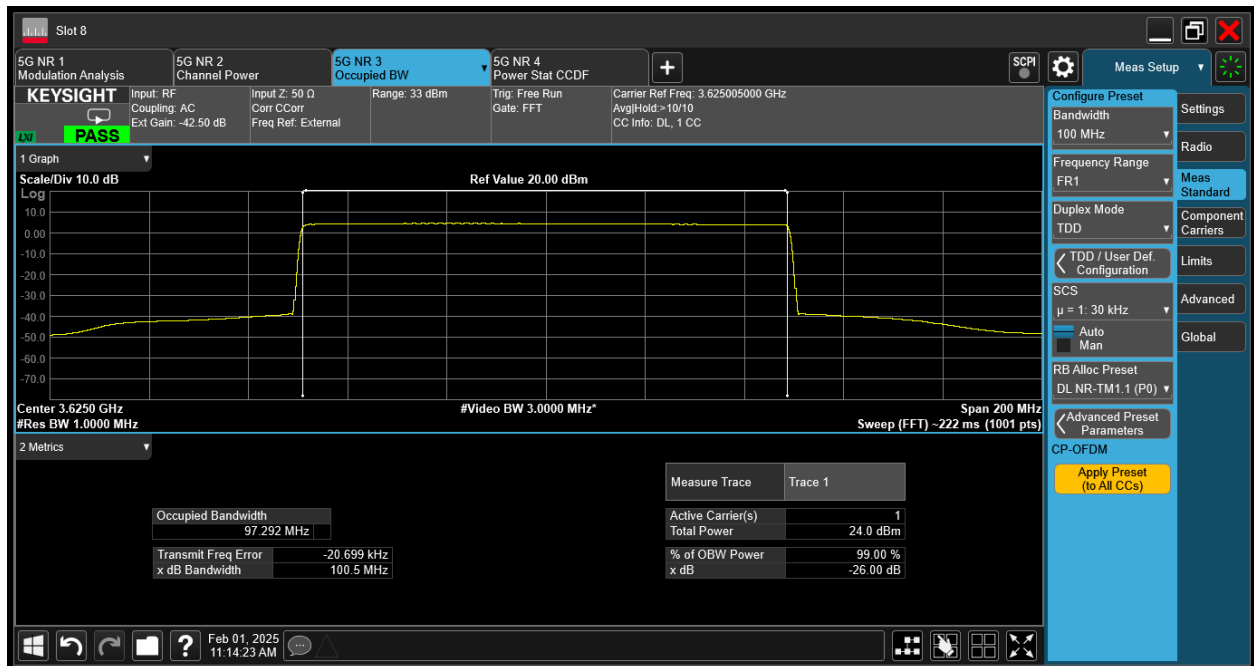 Slot 8
5G NR 1
Modulation Analysis
5G NR 2
Channel Power
5G NR 3
Occupied BW
5G NR 4
Power Stat CCDF
SCPI
Meas Setup
KEYSIGHT
LXI
PASS
Input: RF
Coupling: AC
Ext Gain: -42.50 dB
Input Z: 50 Ω
Corr CCorr
Freq Ref: External
Range: 33 dBm
Trig: Free Run
Gate: FFT
Carrier Ref Freq: 3.625005000 GHz
Avg|Hold:>10/10
CC Info: DL, 1 CC
1 Graph
Scale/Div 10.0 dB
Ref Value 20.00 dBm
Log
10.0
0.00
-10.0
-20.0
-30.0
-40.0
-50.0
-60.0
-70.0
Center 3.6250 GHz
#Video BW 3.0000 MHz*
Span 200 MHz
#Res BW 1.0000 MHz
Sweep (FFT) ~222 ms (1001 pts)
2 Metrics
Measure Trace Trace 1
Occupied Bandwidth
97.292 MHz
Transmit Freq Error -20.699 kHz
x dB Bandwidth 100.5 MHz
Active Carrier(s) 1
Total Power 24.0 dBm
% of OBW Power 99.00 %
x dB -26.00 dB
Configure Preset
Bandwidth
100 MHz
Frequency Range
FR1
Duplex Mode
TDD
TDD / User Def.
Configuration
SCS
μ = 1: 30 kHz
Auto
Man
RB Alloc Preset
DL NR-TM1.1 (P0)
Advanced Preset
Parameters
CP-OFDM
Apply Preset
(to All CCs)
Settings
Radio
Meas
Standard
Component
Carriers
Limits
Advanced
Global
?
Feb 01, 2025
11:14:23 AM